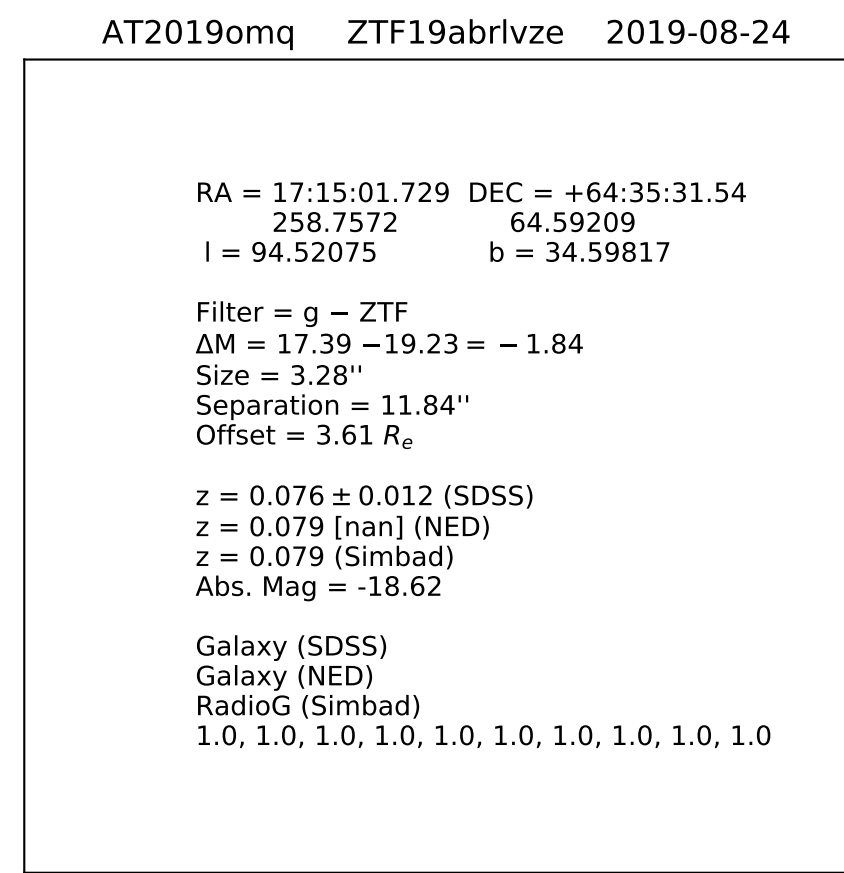 AT2019omq ZTF19abrlvze 2019-08-24
RA = 17:15:01.729 DEC = +64:35:31.54
258.7572 64.59209
l = 94.52075 b = 34.59817
Filter = g − ZTF
ΔM = 17.39 −19.23 = − 1.84
Size = 3.28''
Separation = 11.84''
Offset = 3.61 Rₑ
z = 0.076 ± 0.012 (SDSS)
z = 0.079 [nan] (NED)
z = 0.079 (Simbad)
Abs. Mag = -18.62
Galaxy (SDSS)
Galaxy (NED)
RadioG (Simbad)
1.0, 1.0, 1.0, 1.0, 1.0, 1.0, 1.0, 1.0, 1.0, 1.0